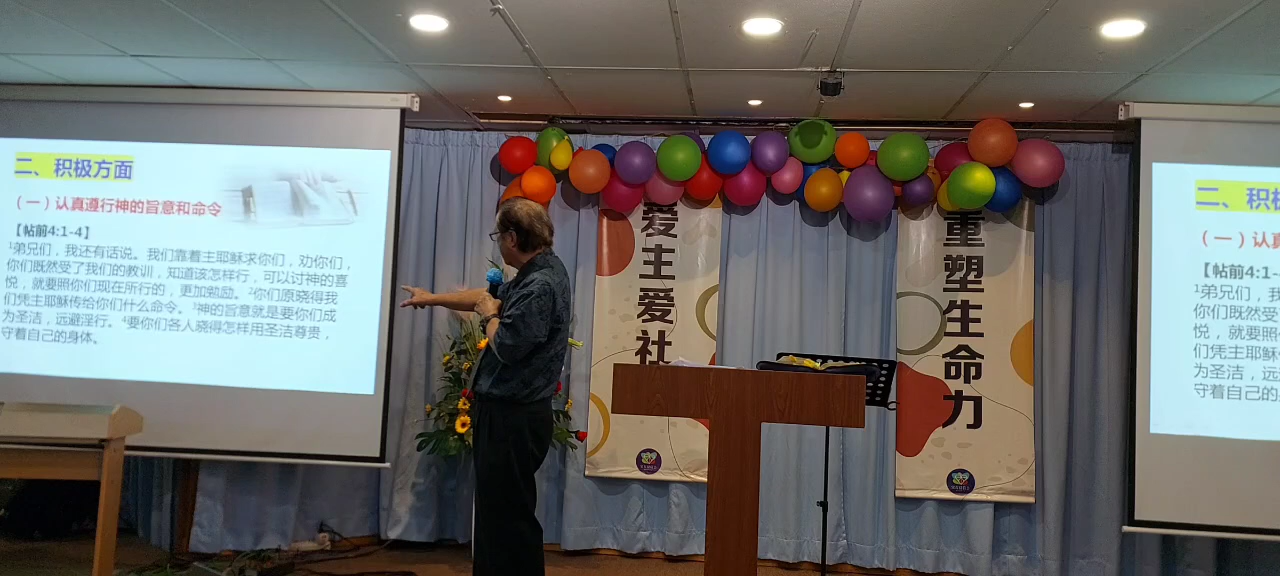 二、积极方面
（一）认真遵行神的旨意和命令
【帖前4:1-4】
¹弟兄们，我还有话说。我们靠着主耶稣求你们，劝你们，
你们既然受了我们的教训，知道该怎样行，可以讨神的喜
悦，就要照你们现在所行的，更加勉励。²你们原晓得我
们凭主耶稣传给你们什么命令。³神的旨意就是要你们成
为圣洁，远避淫行。⁴要你们各人晓得怎样用圣洁尊贵，
守着自己的身体。
爱主爱社
重塑生命力
二、积
（一）认
【帖前4:1-
¹弟兄们，我
你们既然受
悦，就要照
们凭主耶稣
为圣洁，远
守着自己的